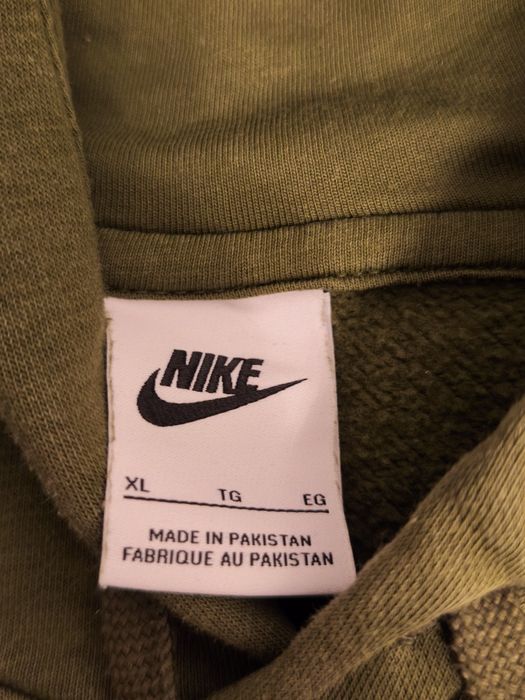 NIKE
XL TG EG
MADE IN PAKISTAN
FABRIQUE AU PAKISTAN